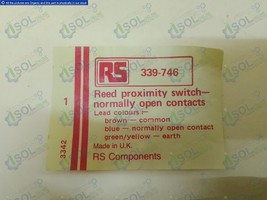 RS
339-746
1
Reed proximity switch—
normally open contacts
Lead colours:—
brown — common
blue — normally open contact
green/yellow — earth
Made in U.K.
RS Components
3342